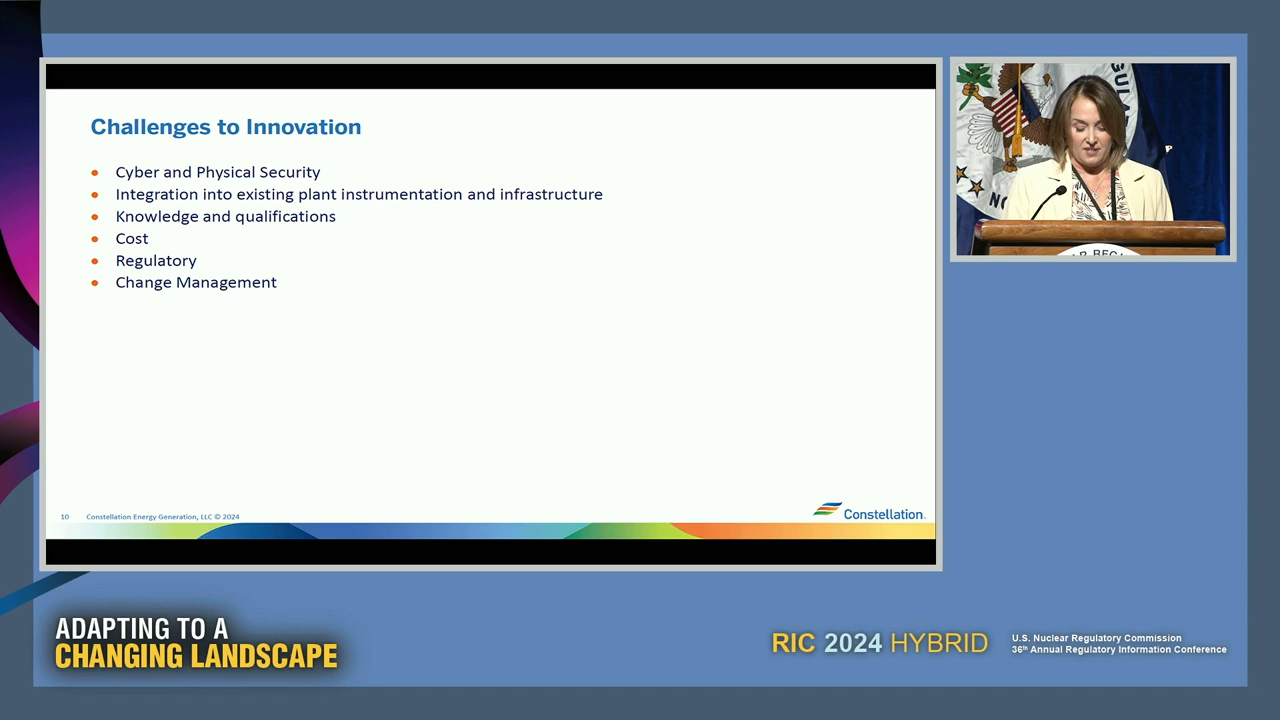 Challenges to Innovation
Cyber and Physical Security
Integration into existing plant instrumentation and infrastructure
Knowledge and qualifications
Cost
Regulatory
Change Management
10 Constellation Energy Generation, LLC © 2024
Constellation.
ADAPTING TO A
CHANGING LANDSCAPE
RIC 2024 HYBRID
U.S. Nuclear Regulatory Commission
36th Annual Regulatory Information Conference